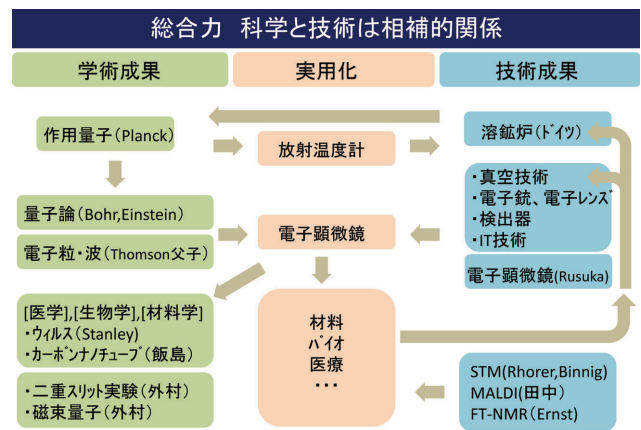 総合力 科学と技術は相補的関係
学術成果
実用化
技術成果
作用量子(Planck)
放射温度計
溶鉱炉(ﾄﾞｲﾂ)
量子論(Bohr,Einstein)
電子粒・波(Thomson父子)
電子顕微鏡
・真空技術
・電子銃、電子レンズ
・検出器
・IT技術
電子顕微鏡(Rusuka)
[医学],[生物学],[材料学]
・ウィルス(Stanley)
・カーボンナノチューブ(飯島)
・二重スリット実験(外村)
・磁束量子(外村)
材料
バイオ
医療
・・・
STM(Rhorer,Binnig)
MALDI(田中)
FT-NMR(Ernst)